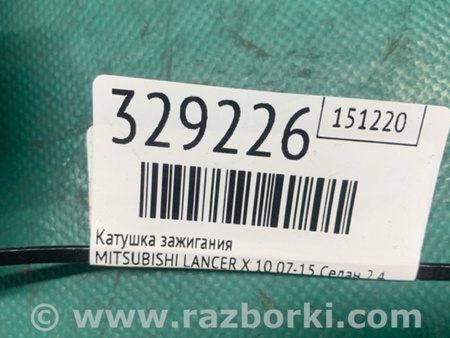 329226
151220
Катушка зажигания
MITSUBISHI LANCER X 10 07-15 Седан 2.4
www.razborki.com